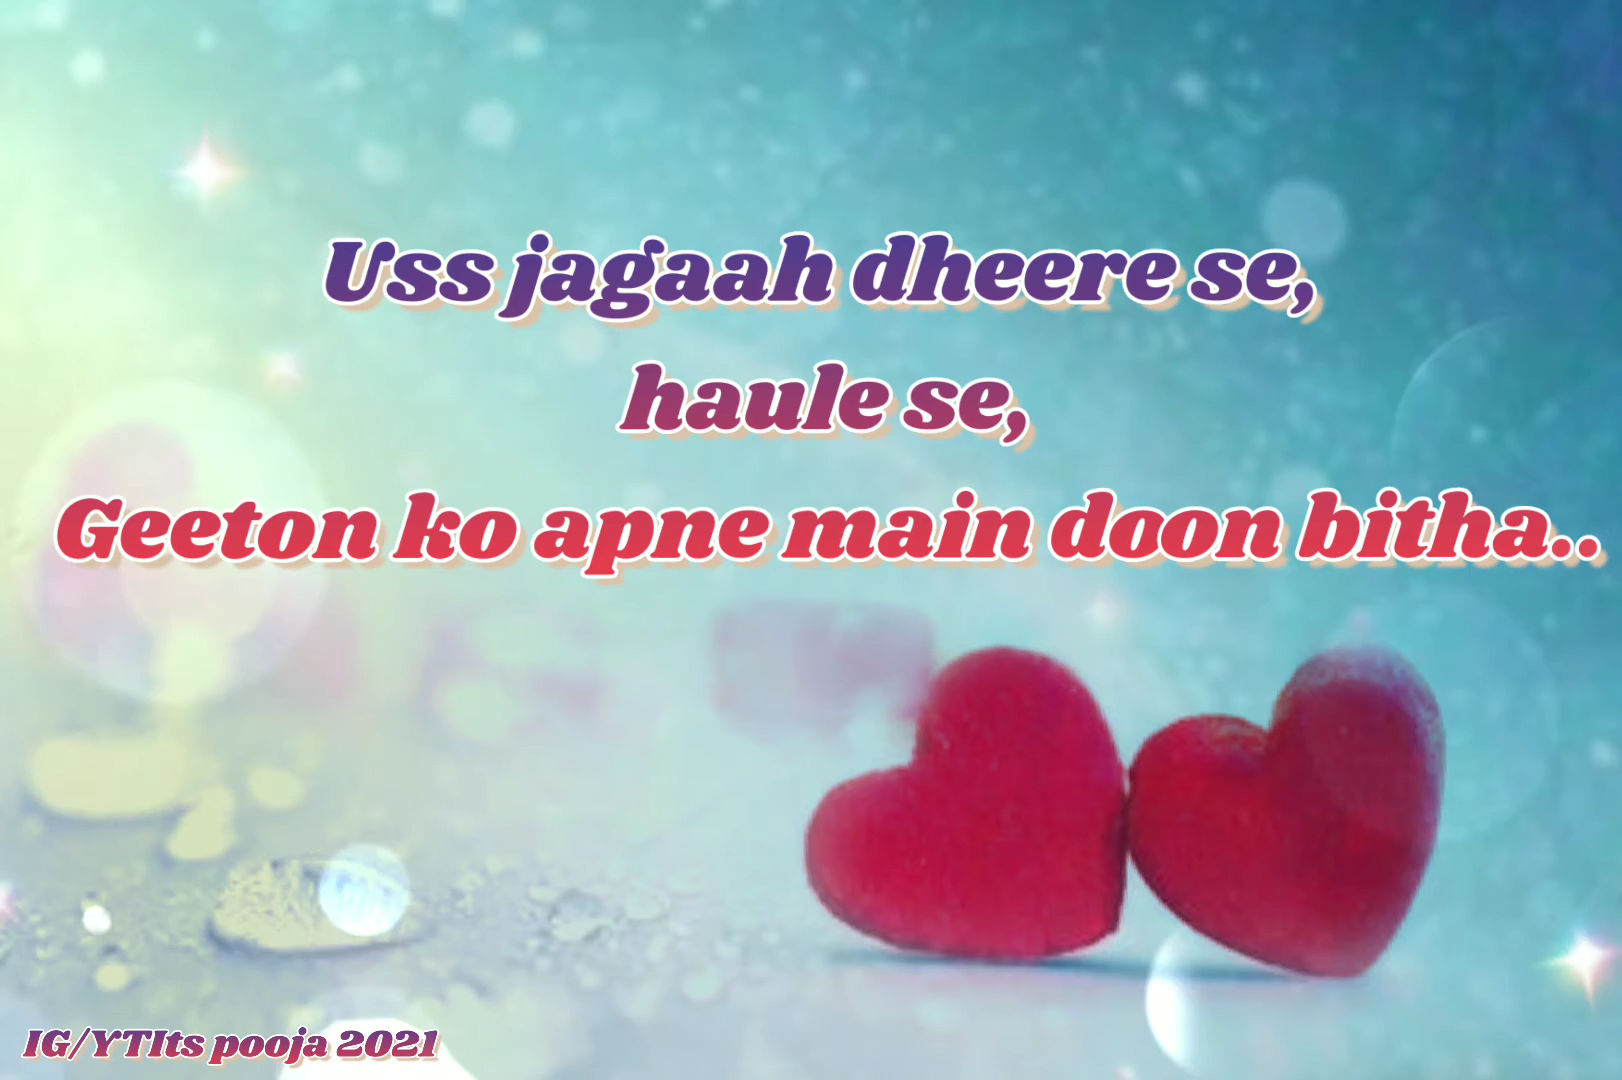 Uss jagaah dheere se,
haule se,
Geeton ko apne main doon bitha..
IG/YTIts pooja 2021